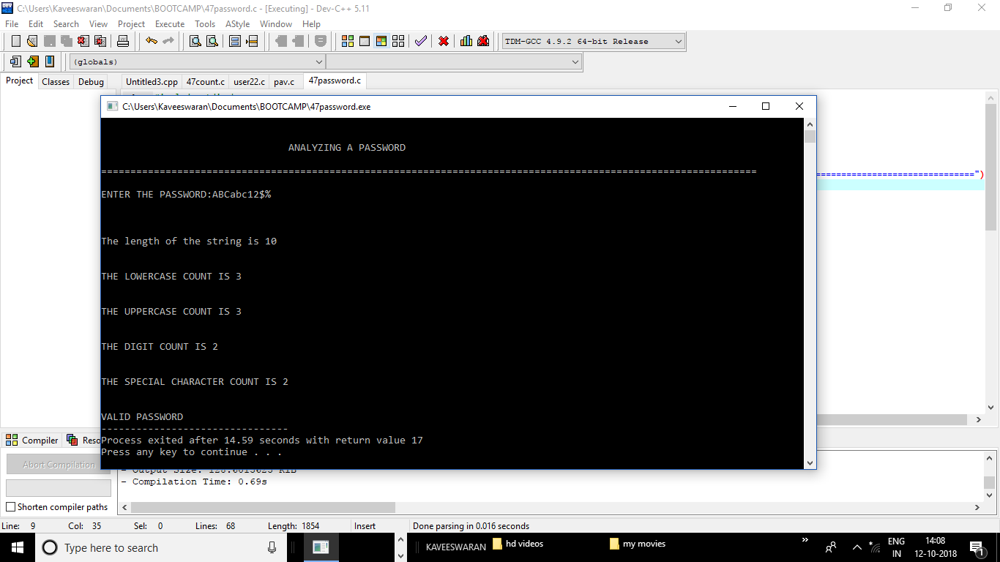 C:\Users\Kaveeswaran\Documents\BOOTCAMP\47password.c - [Executing] - Dev-C++ 5.11
File Edit Search View Project Execute Tools AStyle Window Help
TDM-GCC 4.9.2 64-bit Release
(globals)
Project Classes Debug Untitled3.cpp 47count.c user22.c pav.c 47password.c
C:\Users\Kaveeswaran\Documents\BOOTCAMP\47password.exe
ANALYZING A PASSWORD
================================================================================================================
============================")
ENTER THE PASSWORD:ABCabc12$%
The length of the string is 10
THE LOWERCASE COUNT IS 3
THE UPPERCASE COUNT IS 3
THE DIGIT COUNT IS 2
THE SPECIAL CHARACTER COUNT IS 2
VALID PASSWORD
--------------------------------
Process exited after 14.59 seconds with return value 17
Press any key to continue . . .
Compiler Reso
Abort Compilation
- Compilation Time: 0.69s
Shorten compiler paths
Line: 9 Col: 35 Sel: 0 Lines: 68 Length: 1854 Insert Done parsing in 0.016 seconds
Type here to search
KAVEESWARAN hd videos my movies
ENG IN
14:08
12-10-2018
1